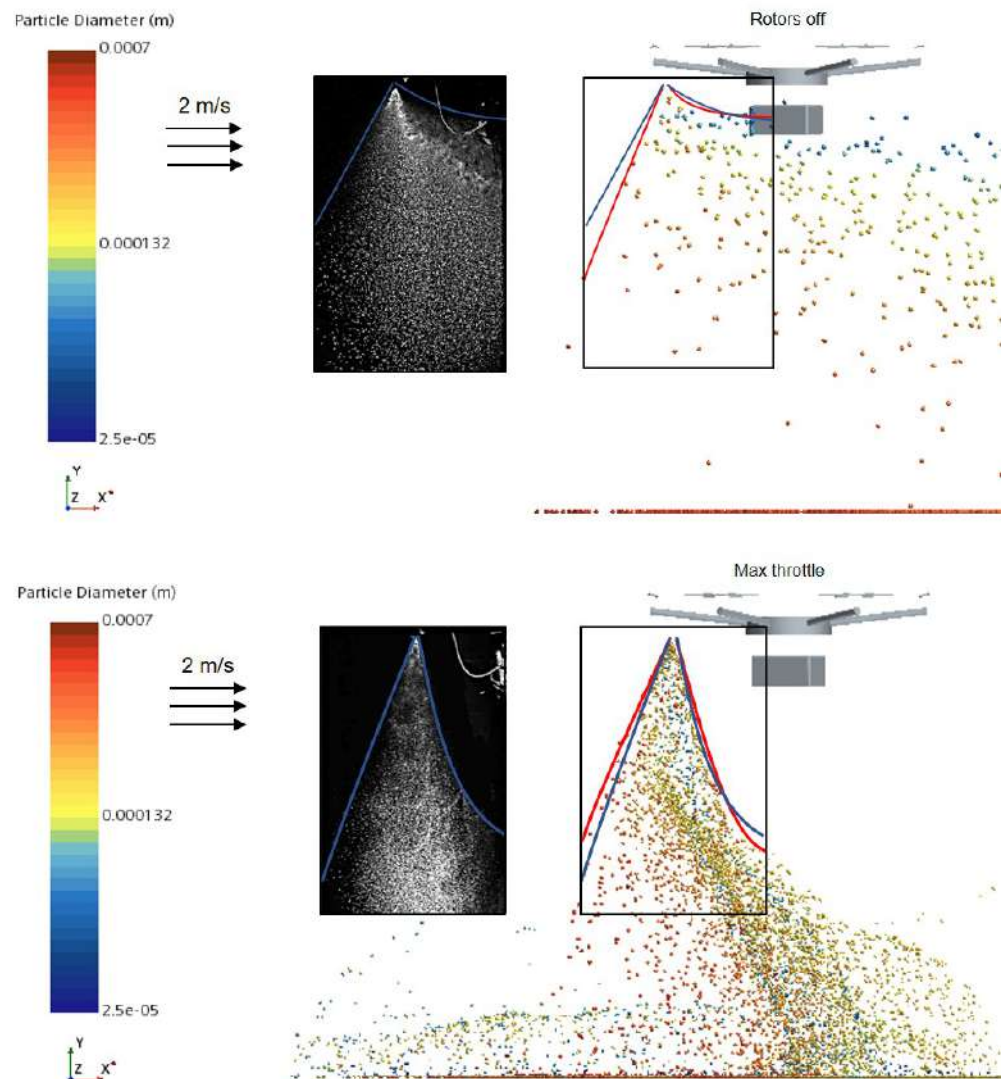 Particle Diameter (m)
0.0007
2 m/s
0.000132
2.5e-05
Y
Z
X
Rotors off
Particle Diameter (m)
0.0007
2 m/s
0.000132
2.5e-05
Y
Z
X
Max throttle